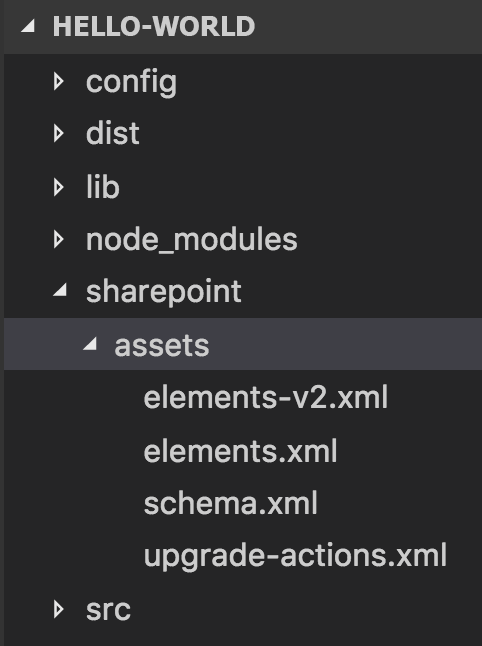 HELLO-WORLD
config
dist
lib
node_modules
sharepoint
assets
elements-v2.xml
elements.xml
schema.xml
upgrade-actions.xml
src